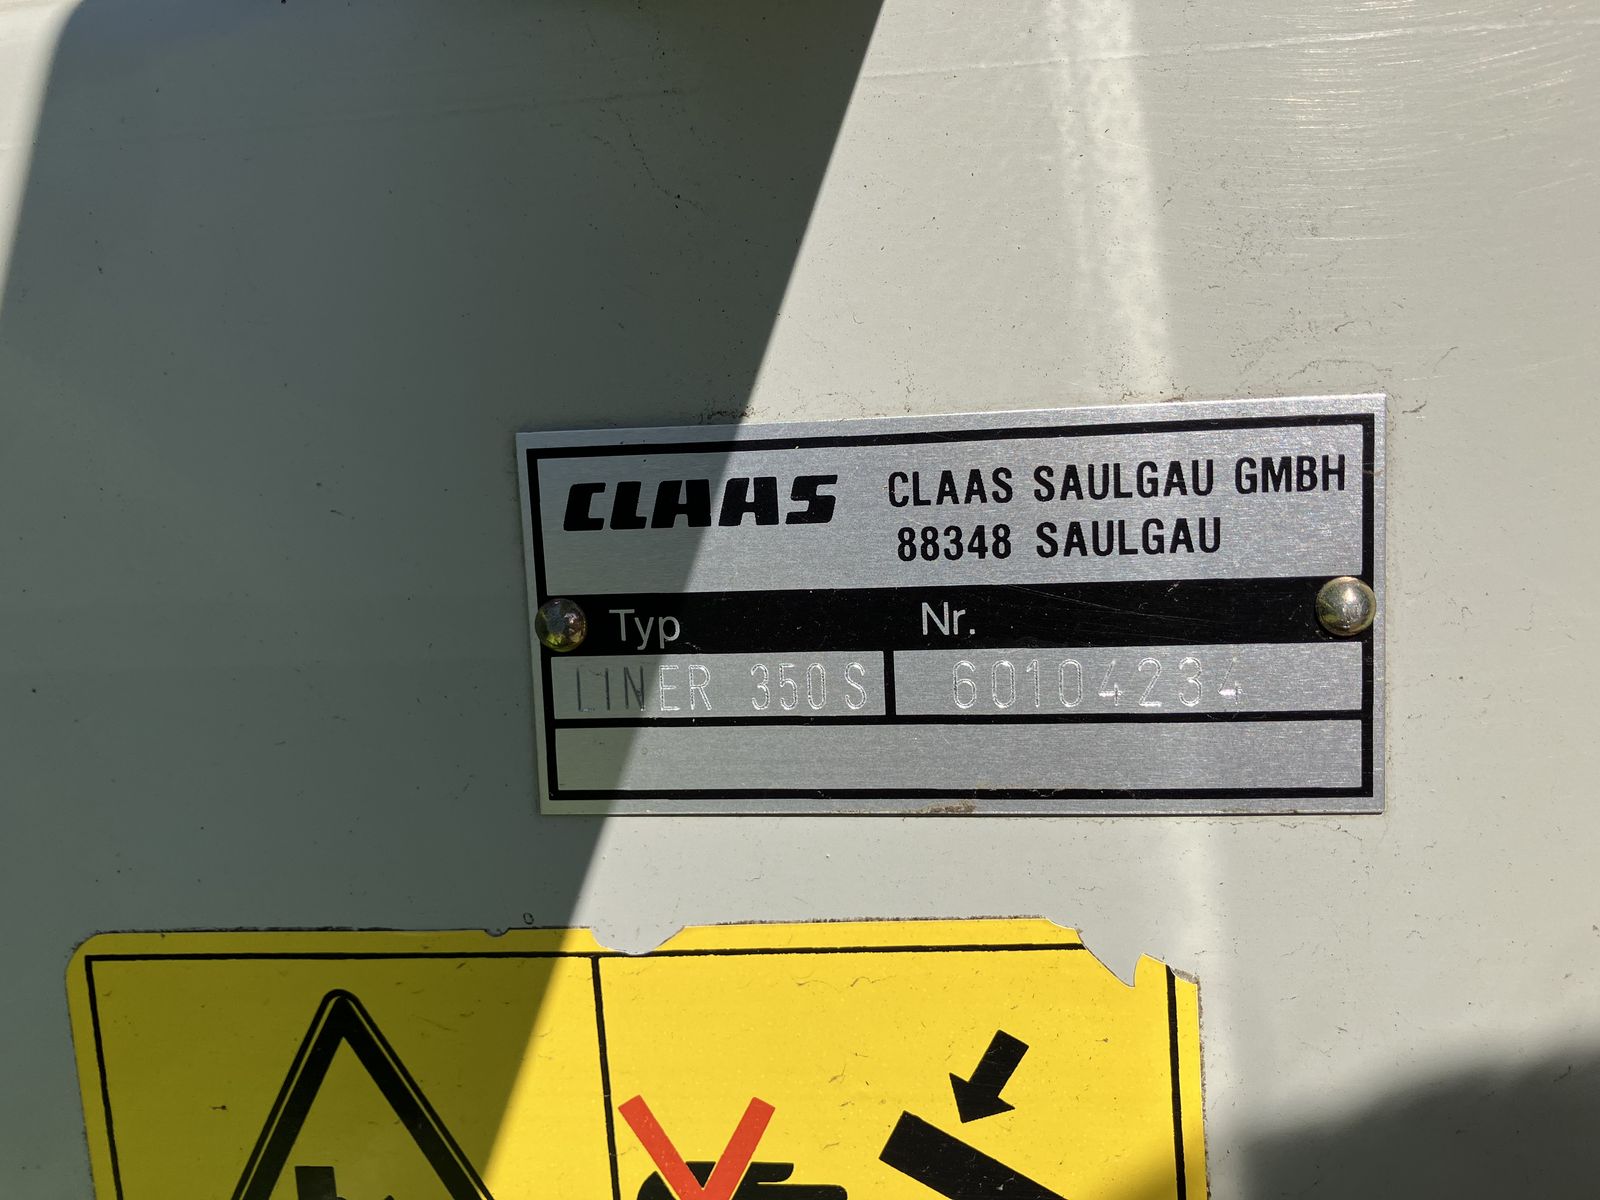 CLAAS
CLAAS SAULGAU GMBH
88348 SAULGAU
Typ Nr.
LINER 350S 60104234